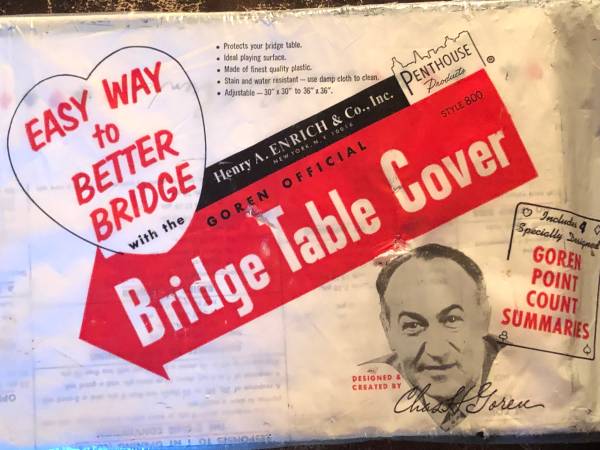 • Protects your bridge table.
• Ideal playing surface.
• Made of finest quality plastic.
• Stain and water resistant — use damp cloth to clean.
• Adjustable — 30" x 30" to 36" x 36".
PENTHOUSE
Products
EASY WAY
to
BETTER
BRIDGE
with the
Henry A. ENRICH & Co., Inc.
NEW YORK, N. Y. 10016
STYLE 800
GOREN OFFICIAL
Bridge Table Cover
Includes 4
Specially Designed
GOREN
POINT
COUNT
SUMMARIES
DESIGNED &
CREATED BY
Chas. H. Goren